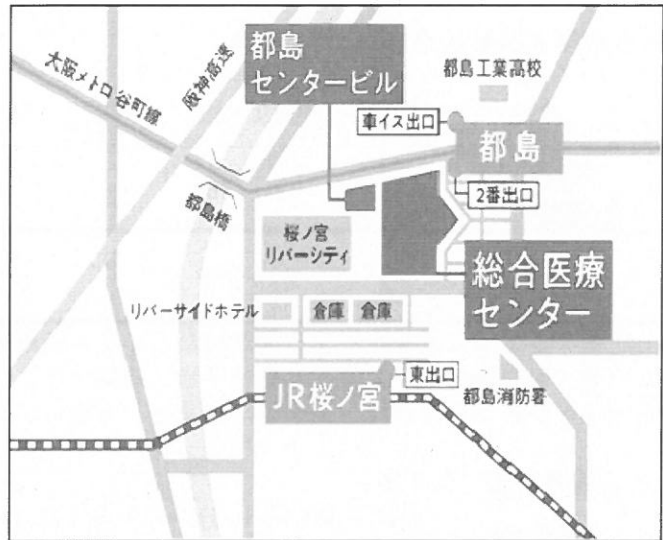 都島
センタービル
都島工業高校
大阪メトロ谷町線
阪神高速
車イス出口
都島
2番出口
都島橋
桜ノ宮
リバーシティ
総合医療
センター
リバーサイドホテル
倉庫
倉庫
東出口
JR桜ノ宮
都島消防署